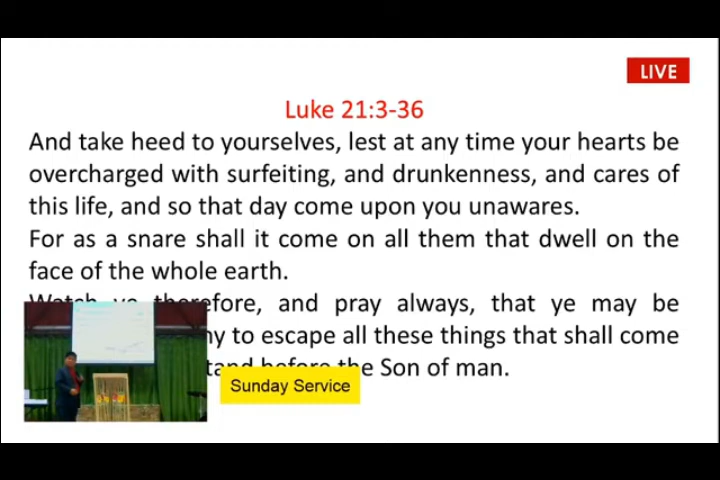 LIVE
Luke 21:3-36
And take heed to yourselves, lest at any time your hearts be
overcharged with surfeiting, and drunkenness, and cares of
this life, and so that day come upon you unawares.
For as a snare shall it come on all them that dwell on the
face of the whole earth.
Watch ye therefore, and pray always, that ye may be
to escape all these things that shall come
before the Son of man.
Sunday Service